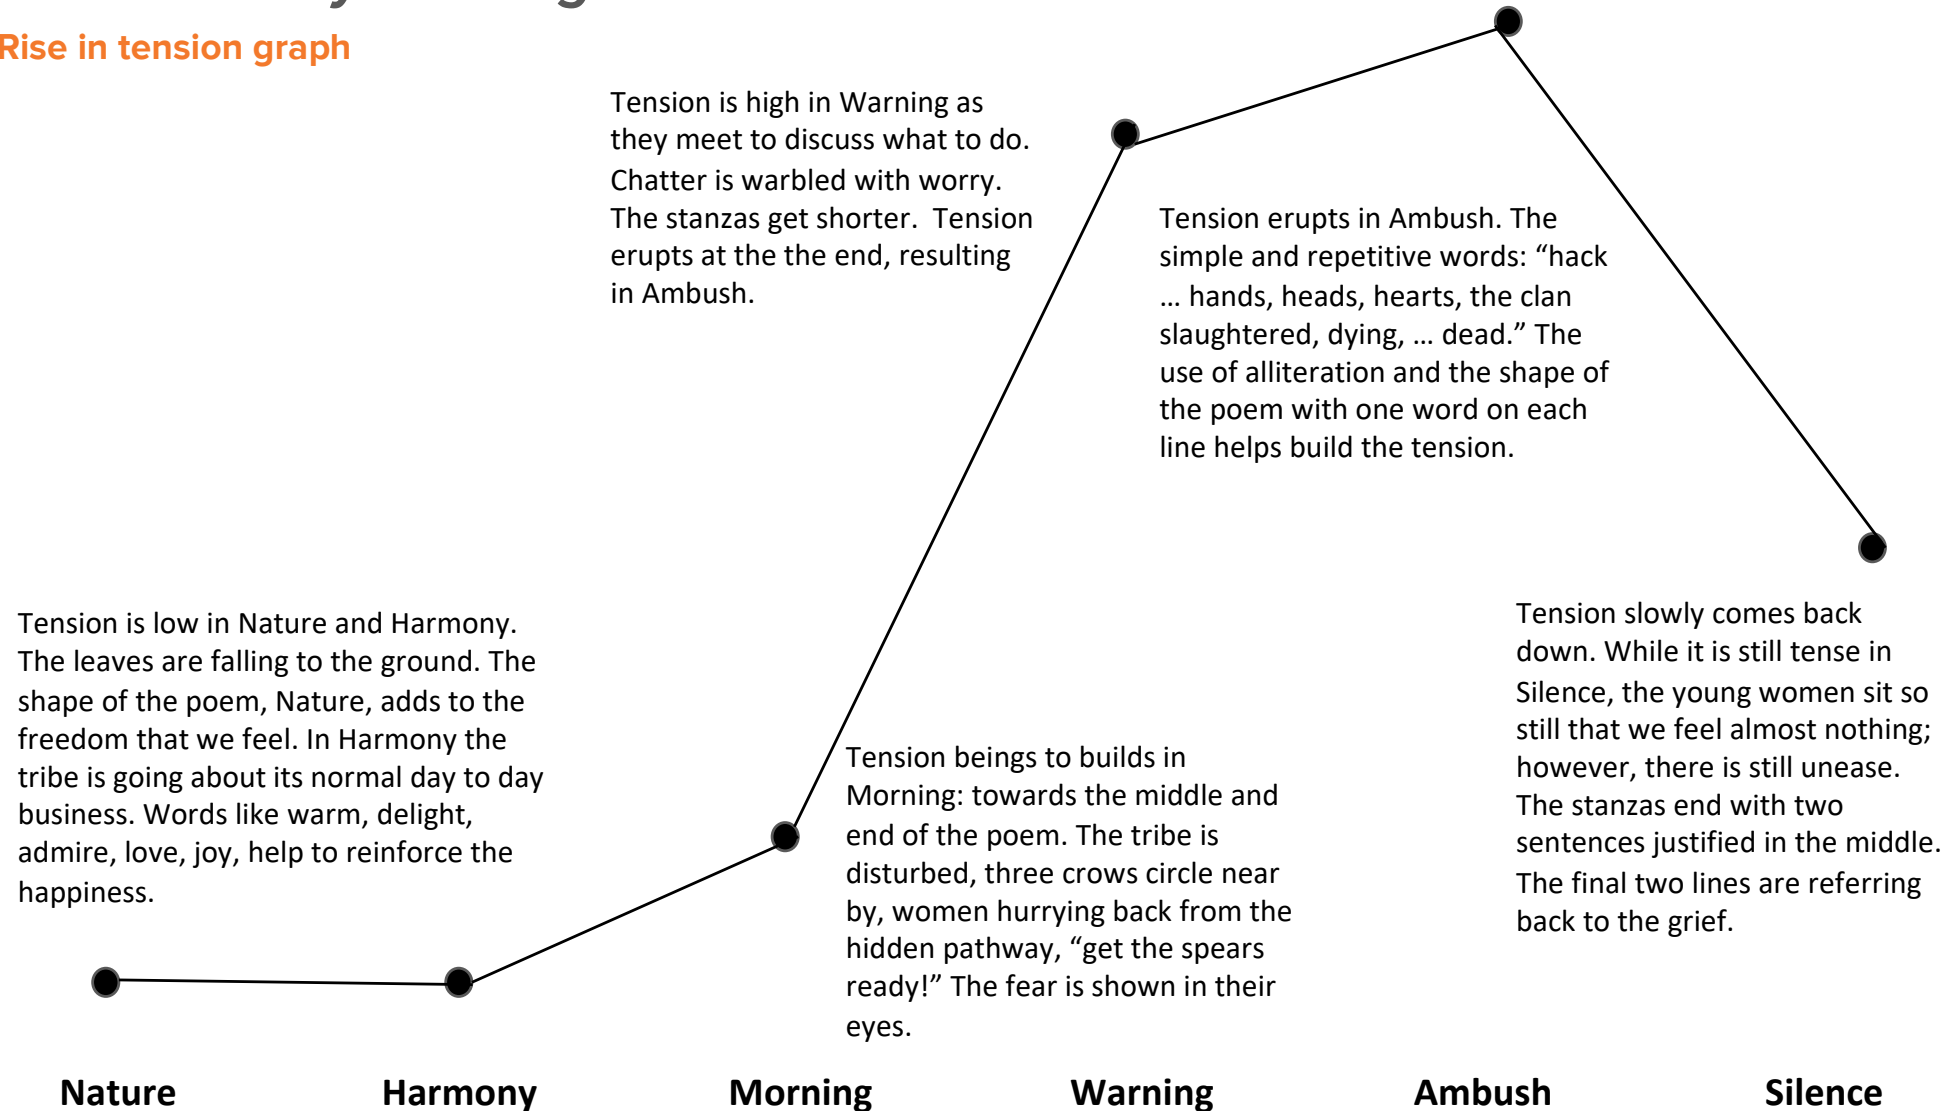 Rise in tension graph
Tension is high in Warning as
they meet to discuss what to do.
Chatter is warbled with worry.
The stanzas get shorter.  Tension
erupts at the the end, resulting
in Ambush.
Tension erupts in Ambush. The
simple and repetitive words: “hack
… hands, heads, hearts, the clan
slaughtered, dying, … dead.” The
use of alliteration and the shape of
the poem with one word on each
line helps build the tension.
Tension is low in Nature and Harmony.
The leaves are falling to the ground. The
shape of the poem, Nature, adds to the
freedom that we feel. In Harmony the
tribe is going about its normal day to day
business. Words like warm, delight,
admire, love, joy, help to reinforce the
happiness.
Tension beings to builds in
Morning: towards the middle and
end of the poem. The tribe is
disturbed, three crows circle near
by, women hurrying back from the
hidden pathway, “get the spears
ready!” The fear is shown in their
eyes.
Tension slowly comes back
down. While it is still tense in
Silence, the young women sit so
still that we feel almost nothing;
however, there is still unease.
The stanzas end with two
sentences justified in the middle.
The final two lines are referring
back to the grief.
Nature
Harmony
Morning
Warning
Ambush
Silence